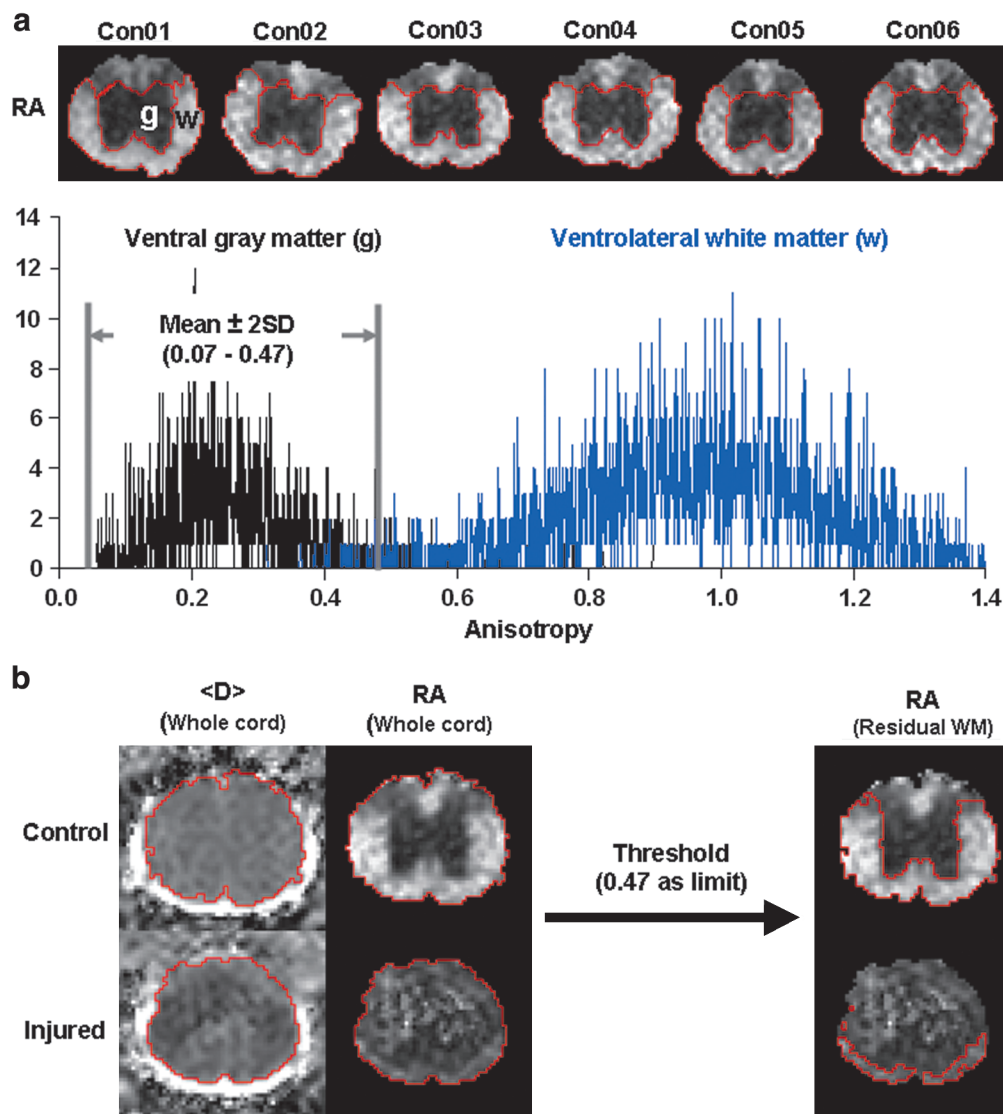 a
Con01 Con02 Con03 Con04 Con05 Con06
RA
g w
14
12
10
8
6
4
2
0
Ventral gray matter (g)
Ventrolateral white matter (w)
Mean ± 2SD
(0.07 - 0.47)
0.0 0.2 0.4 0.6 0.8 1.0 1.2 1.4
Anisotropy
b
<D>
(Whole cord)
RA
(Whole cord)
RA
(Residual WM)
Control
Threshold
(0.47 as limit)
Injured